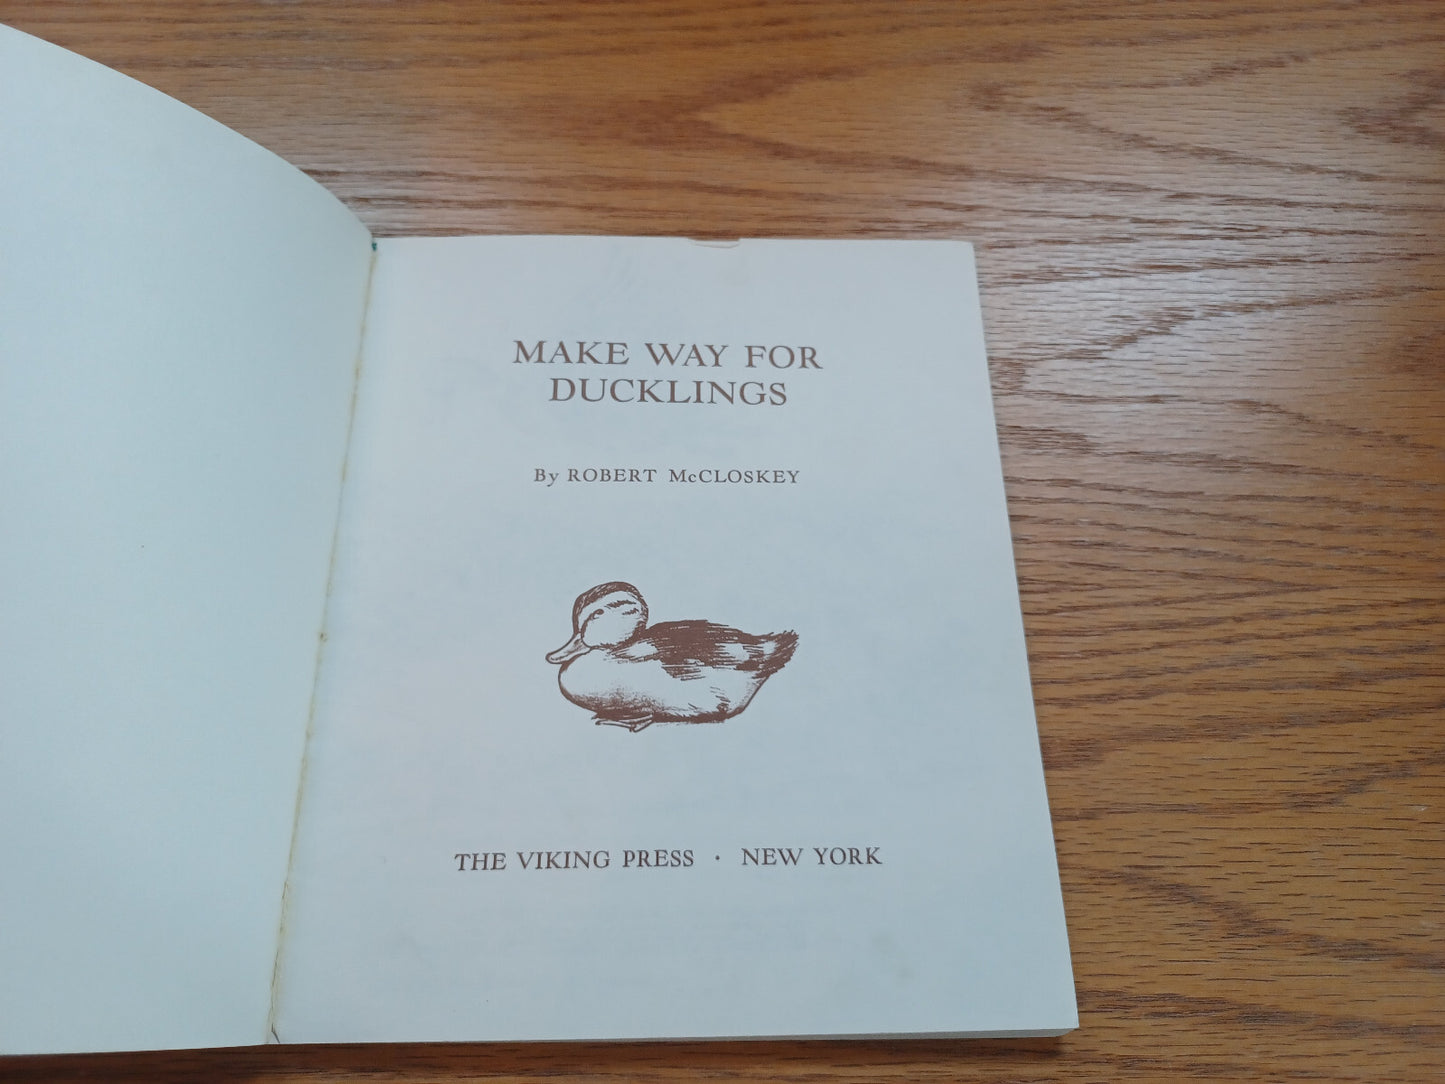 MAKE WAY FOR
DUCKLINGS
By ROBERT McCLOSKEY
THE VIKING PRESS · NEW YORK